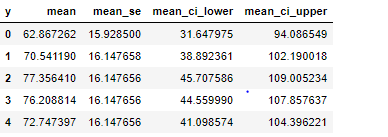 y mean mean_se mean_ci_lower mean_ci_upper
0 62.867262 15.928500 31.647975 94.086549
1 70.541190 16.147658 38.892361 102.190018
2 77.356410 16.147656 45.707586 109.005234
3 76.208814 16.147656 44.559990 107.857637
4 72.747397 16.147656 41.098574 104.396221